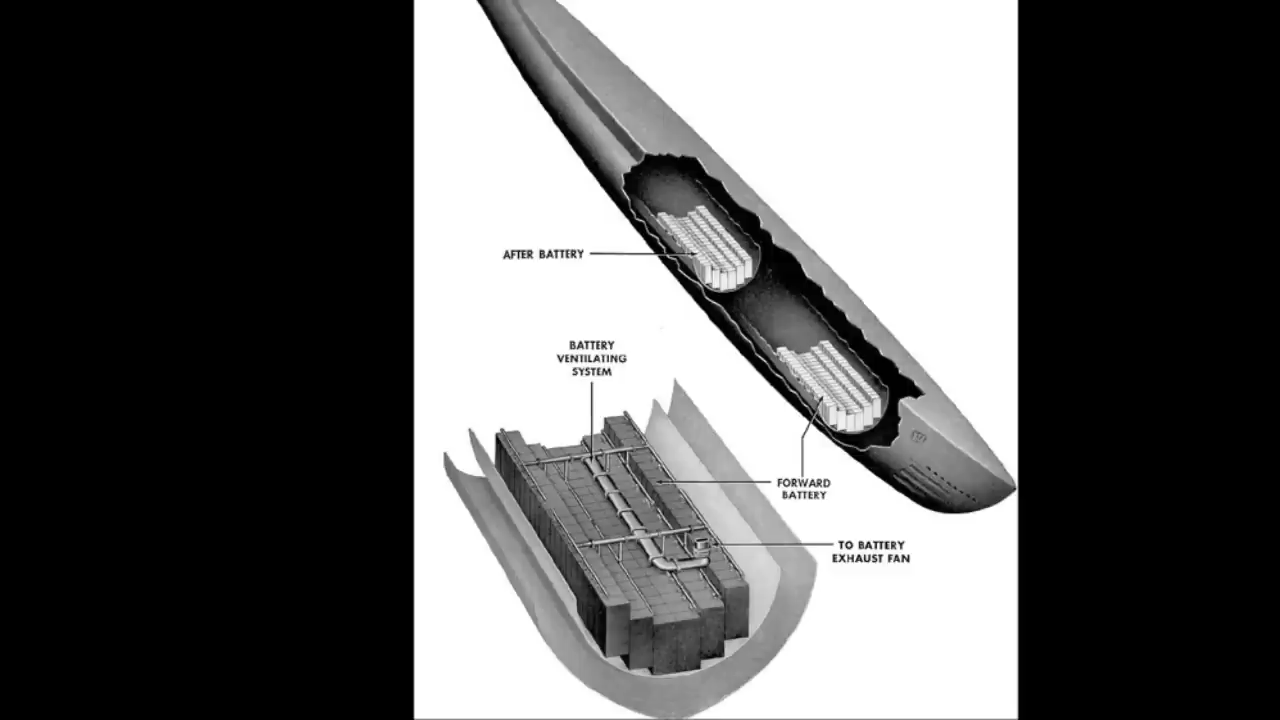 AFTER BATTERY
BATTERY
VENTILATING
SYSTEM
FORWARD
BATTERY
TO BATTERY
EXHAUST FAN